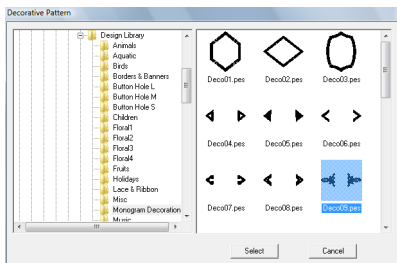 Decorative Pattern
Design Library
Animals
Aquatic
Birds
Borders & Banners
Button Hole L
Button Hole M
Button Hole S
Children
Floral1
Floral2
Floral3
Floral4
Fruits
Holidays
Lace & Ribbon
Misc
Monogram Decoration
Music
Deco01.pes Deco02.pes Deco03.pes
Deco04.pes Deco05.pes Deco06.pes
Deco07.pes Deco08.pes Deco09.pes
Select Cancel